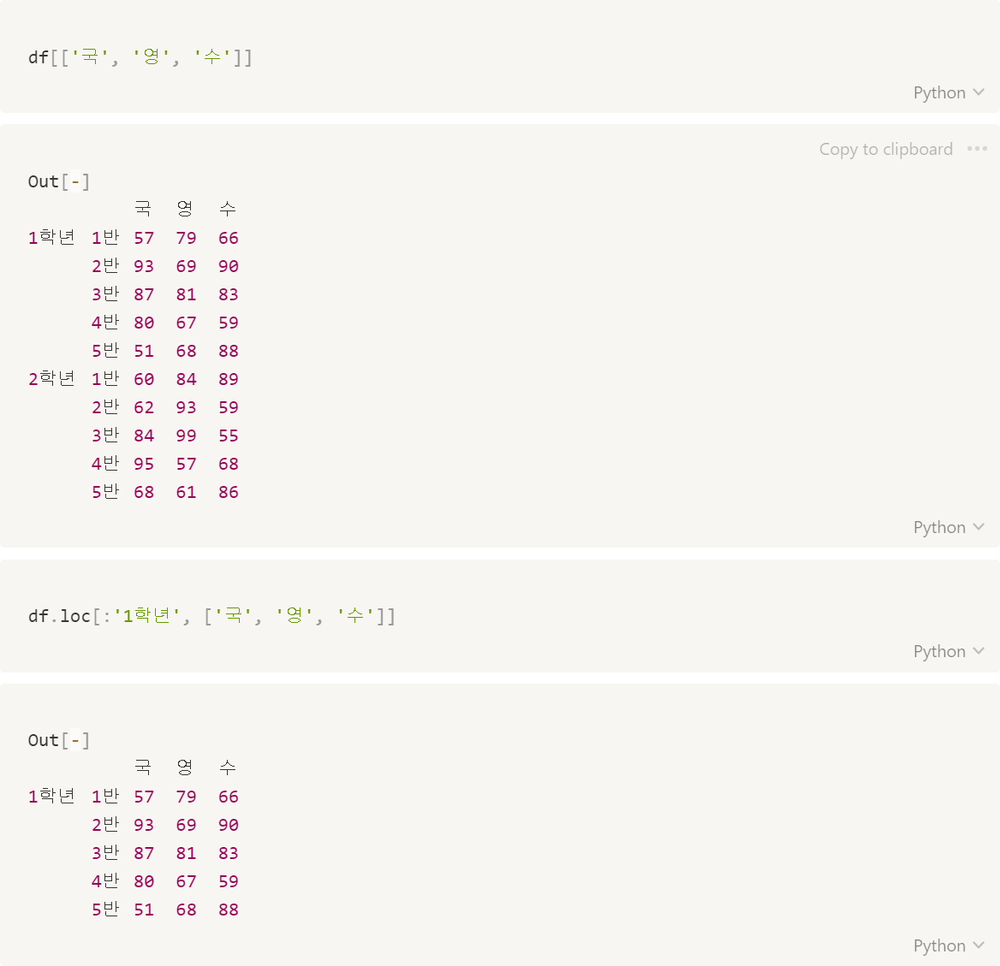 df[['국', '영', '수']]
Python
Copy to clipboard
Out[-]
국 영 수
1학년 1반 57 79 66
2반 93 69 90
3반 87 81 83
4반 80 67 59
5반 51 68 88
2학년 1반 60 84 89
2반 62 93 59
3반 84 99 55
4반 95 57 68
5반 68 61 86
Python
df.loc[:'1학년', ['국', '영', '수']]
Python
Out[-]
국 영 수
1학년 1반 57 79 66
2반 93 69 90
3반 87 81 83
4반 80 67 59
5반 51 68 88
Python